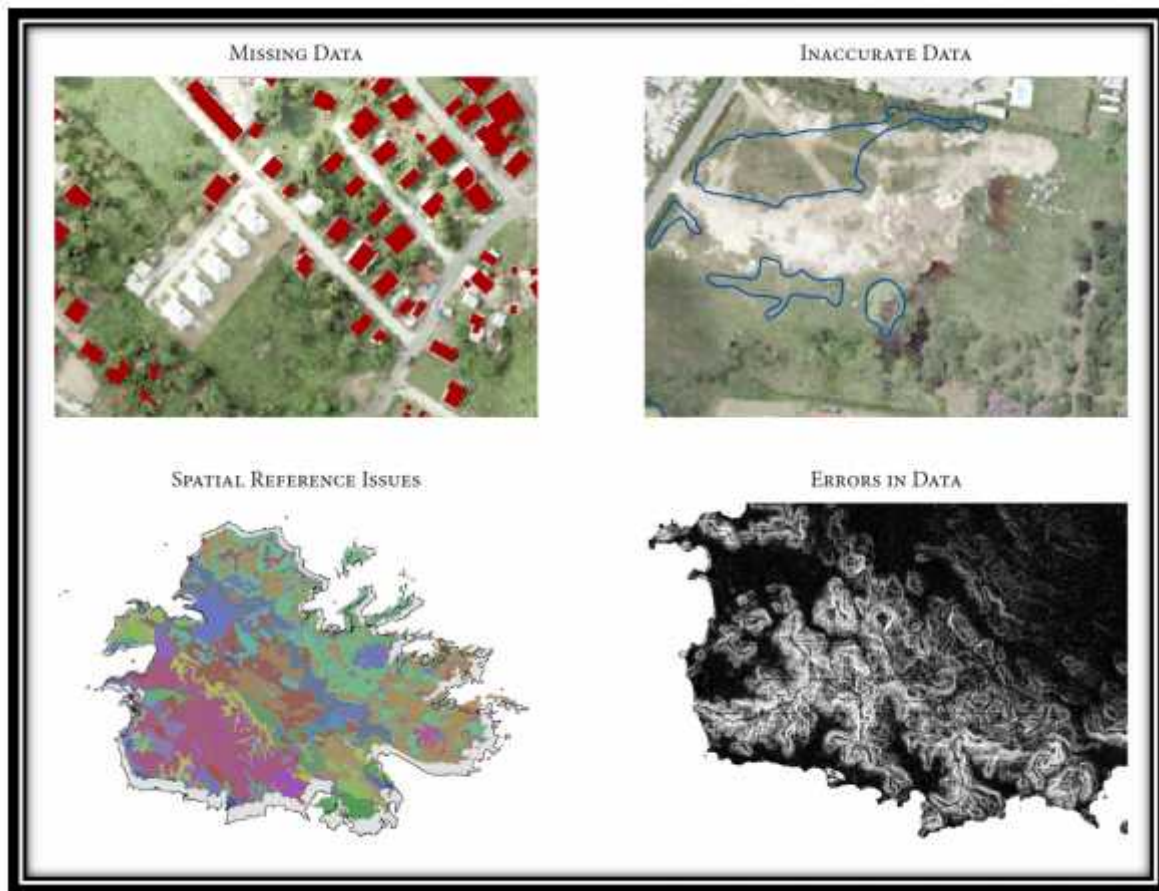 Missing Data
Inaccurate Data
Spatial Reference Issues
Errors in Data